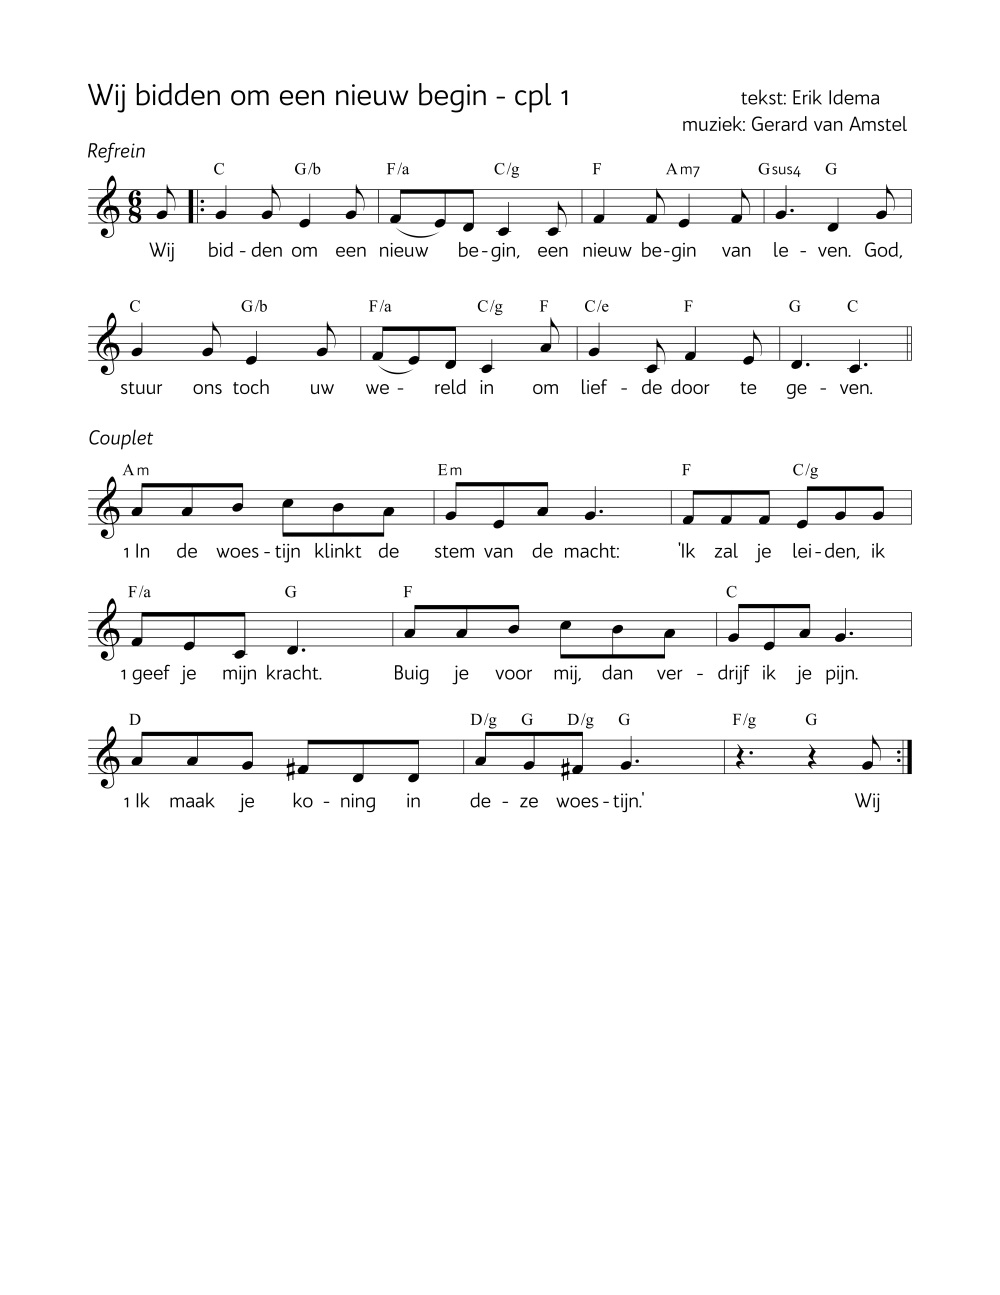 Wij bidden om een nieuw begin - cpl 1
tekst: Erik Idema
muziek: Gerard van Amstel
Refrein
C G/b F/a C/g F Am7 Gsus4 G
6
8
Wij bid - den om een nieuw be - gin, een nieuw be - gin van le - ven. God,
C G/b F/a C/g F C/e F G C
stuur ons toch uw we - reld in om lief - de door te ge - ven.
Couplet
Am Em F C/g
1 In de woes - tijn klinkt de stem van de macht: 'Ik zal je lei - den, ik
F/a G F C
1 geef je mijn kracht. Buig je voor mij, dan ver - drijf ik je pijn.
D D/g G D/g G F/g G
1 Ik maak je ko - ning in de - ze woes - tijn.' Wij